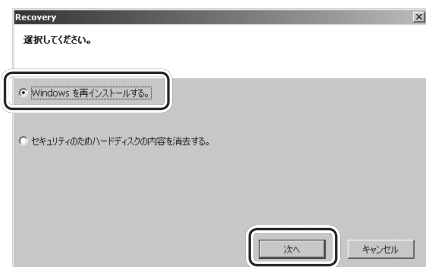 Recovery
選択してください。
Windows を再インストールする。
セキュリティのためハードディスクの内容を消去する。
次へ
キャンセル